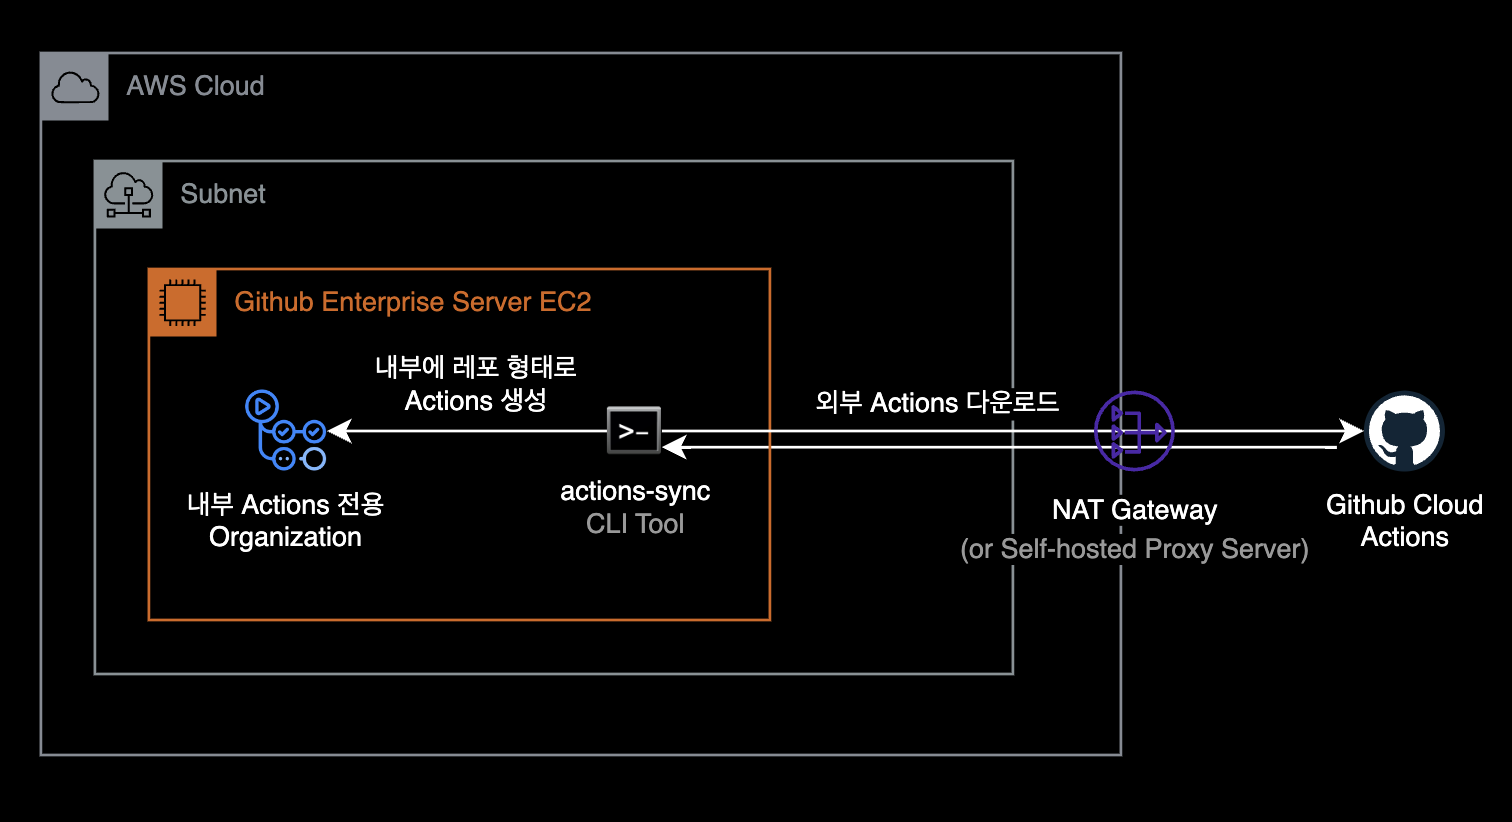 AWS Cloud
Subnet
Github Enterprise Server EC2
내부에 레포 형태로
Actions 생성
외부 Actions 다운로드
>-
내부 Actions 전용
Organization
actions-sync
CLI Tool
NAT Gateway
(or Self-hosted Proxy Server)
Github Cloud
Actions